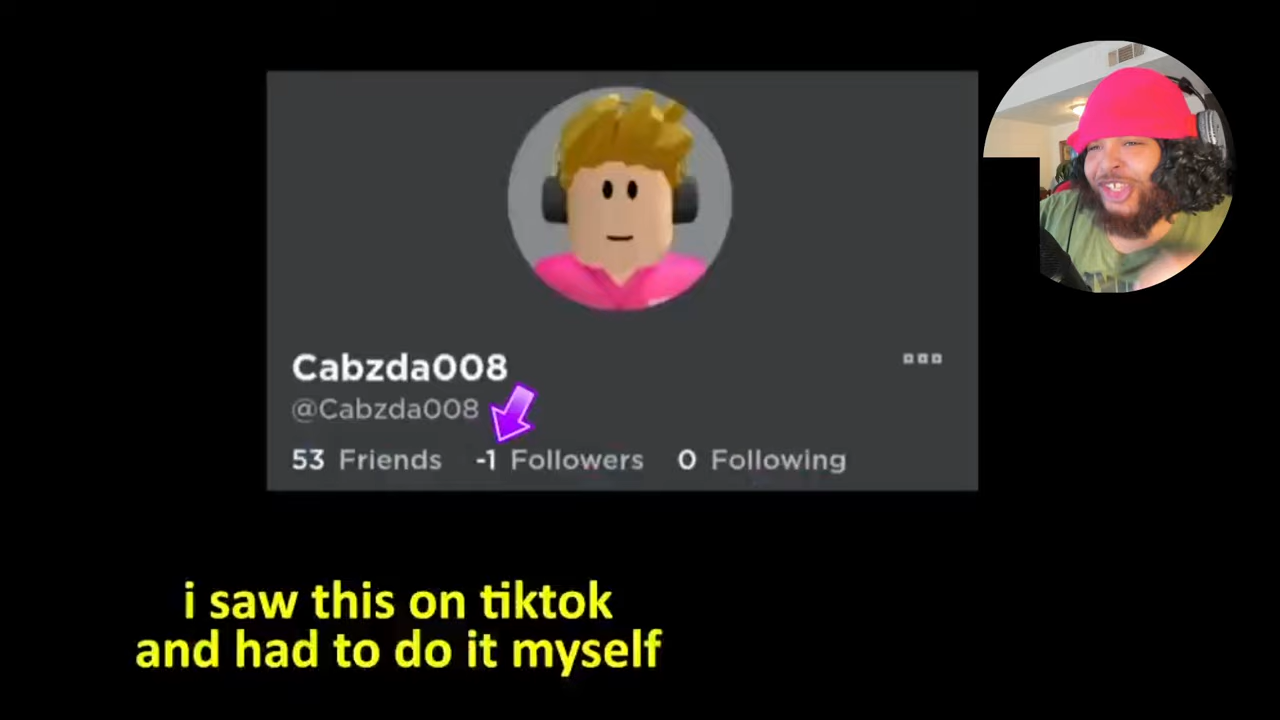 Cabzda008
@Cabzda008
53 Friends -1 Followers 0 Following
i saw this on tiktok
and had to do it myself